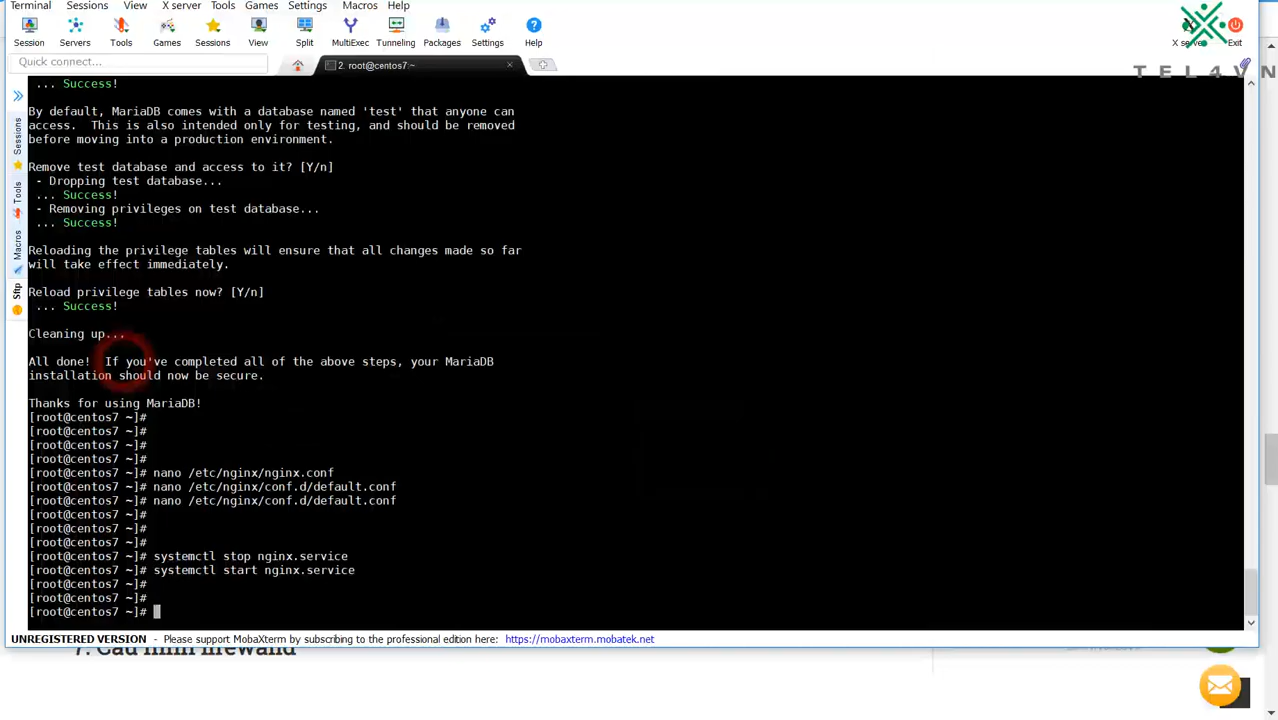 Terminal Sessions View X server Tools Games Settings Macros Help
Session Servers Tools Games Sessions View Split MultiExec Tunneling Packages Settings Help X server Exit
Quick connect... 2. root@centos7:~
TEL4VN
Sessions
Tools
Macros
Sftp
... Success!
By default, MariaDB comes with a database named 'test' that anyone can
access. This is also intended only for testing, and should be removed
before moving into a production environment.
Remove test database and access to it? [Y/n]
- Dropping test database...
... Success!
- Removing privileges on test database...
... Success!
Reloading the privilege tables will ensure that all changes made so far
will take effect immediately.
Reload privilege tables now? [Y/n]
... Success!
Cleaning up...
All done! If you've completed all of the above steps, your MariaDB
installation should now be secure.
Thanks for using MariaDB!
[root@centos7 ~]#
[root@centos7 ~]#
[root@centos7 ~]#
[root@centos7 ~]#
[root@centos7 ~]# nano /etc/nginx/nginx.conf
[root@centos7 ~]# nano /etc/nginx/conf.d/default.conf
[root@centos7 ~]# nano /etc/nginx/conf.d/default.conf
[root@centos7 ~]#
[root@centos7 ~]#
[root@centos7 ~]#
[root@centos7 ~]# systemctl stop nginx.service
[root@centos7 ~]# systemctl start nginx.service
[root@centos7 ~]#
[root@centos7 ~]#
[root@centos7 ~]#
UNREGISTERED VERSION - Please support MobaXterm by subscribing to the professional edition here: https://mobaxterm.mobatek.net